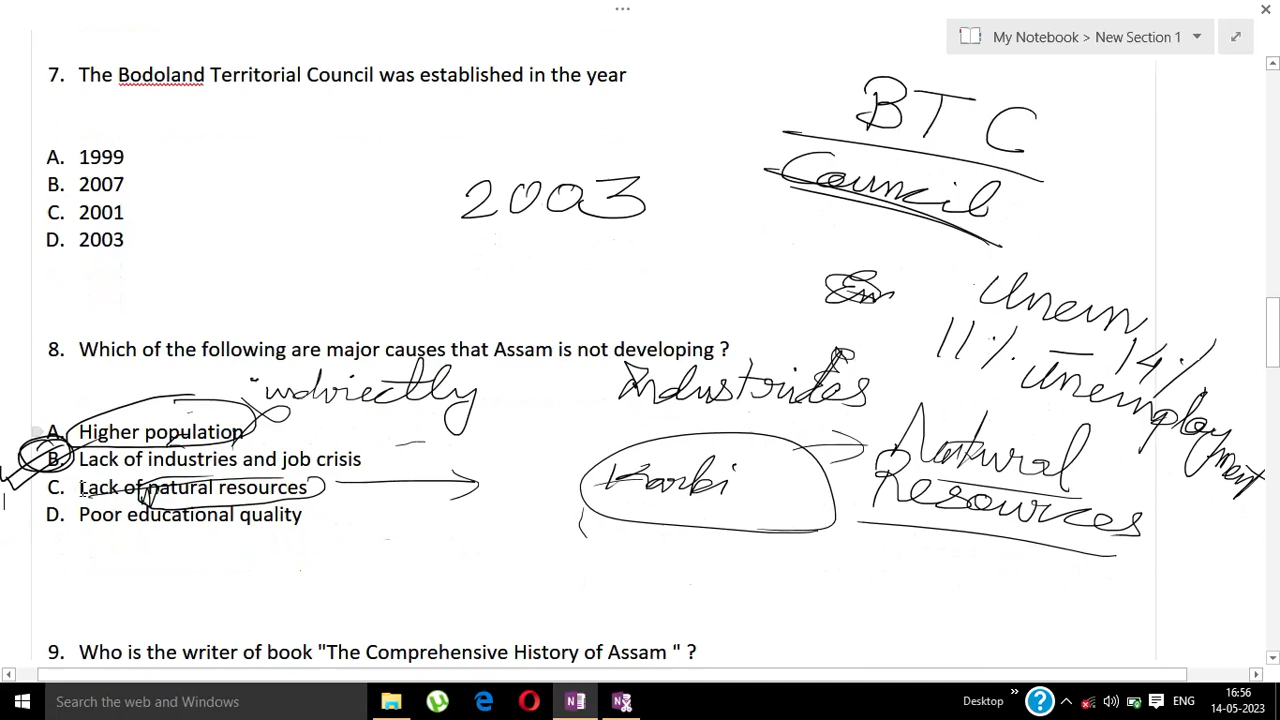 My Notebook > New Section 1
7. The Bodoland Territorial Council was established in the year
BTC
Council
A. 1999
B. 2007
C. 2001
D. 2003
2003
Unem
11% - 14%
Unemployment
8. Which of the following are major causes that Assam is not developing ?
indirectly
Industries
A. Higher population
B. Lack of industries and job crisis
C. Lack of natural resources
D. Poor educational quality
Karbi
Natural
Resources
9. Who is the writer of book "The Comprehensive History of Assam " ?
Search the web and Windows
Desktop
ENG
16:56
14-05-2023